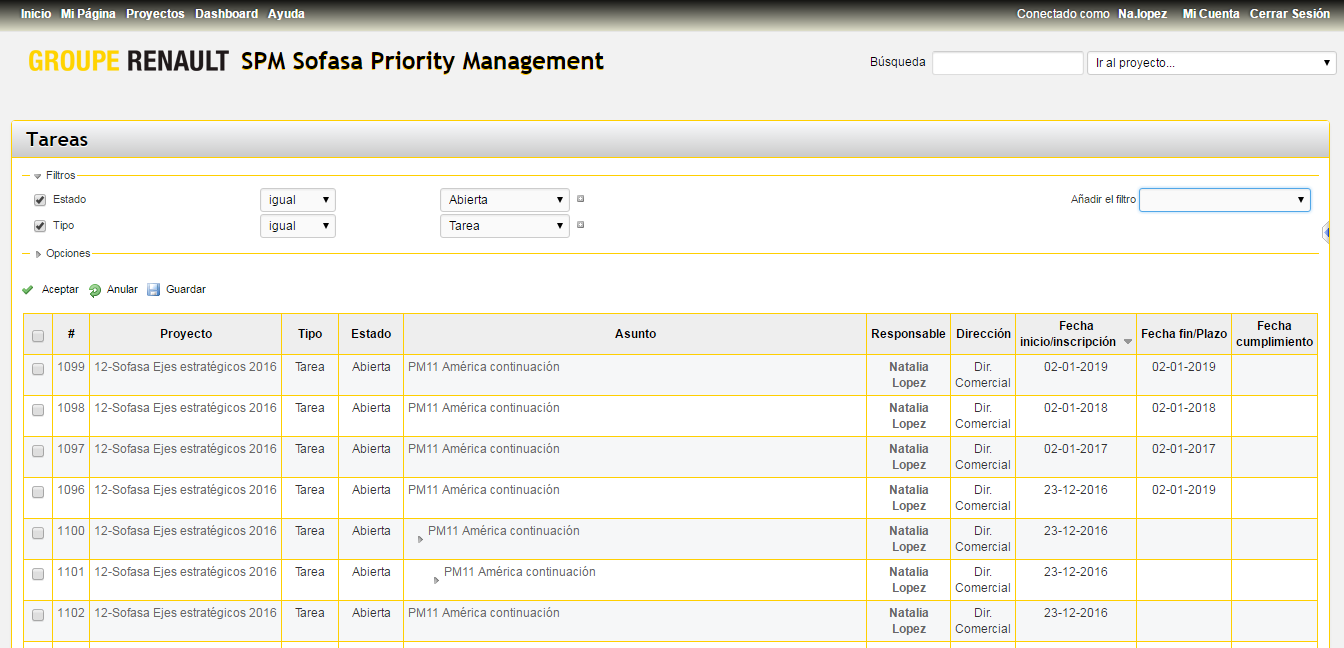 Inicio Mi Página Proyectos Dashboard Ayuda Conectado como Na.lopez Mi Cuenta Cerrar Sesión
GROUPE RENAULT SPM Sofasa Priority Management Búsqueda Ir al proyecto...
Tareas
Filtros
Estado igual Abierta Añadir el filtro
Tipo igual Tarea
Opciones
Aceptar Anular Guardar
# Proyecto Tipo Estado Asunto Responsable Dirección Fecha inicio/inscripción Fecha fin/Plazo Fecha cumplimiento
1099 12-Sofasa Ejes estratégicos 2016 Tarea Abierta PM11 América continuación Natalia Lopez Dir. Comercial 02-01-2019 02-01-2019
1098 12-Sofasa Ejes estratégicos 2016 Tarea Abierta PM11 América continuación Natalia Lopez Dir. Comercial 02-01-2018 02-01-2018
1097 12-Sofasa Ejes estratégicos 2016 Tarea Abierta PM11 América continuación Natalia Lopez Dir. Comercial 02-01-2017 02-01-2017
1096 12-Sofasa Ejes estratégicos 2016 Tarea Abierta PM11 América continuación Natalia Lopez Dir. Comercial 23-12-2016 02-01-2019
1100 12-Sofasa Ejes estratégicos 2016 Tarea Abierta PM11 América continuación Natalia Lopez Dir. Comercial 23-12-2016
1101 12-Sofasa Ejes estratégicos 2016 Tarea Abierta PM11 América continuación Natalia Lopez Dir. Comercial 23-12-2016
1102 12-Sofasa Ejes estratégicos 2016 Tarea Abierta PM11 América continuación Natalia Lopez Dir. Comercial 23-12-2016